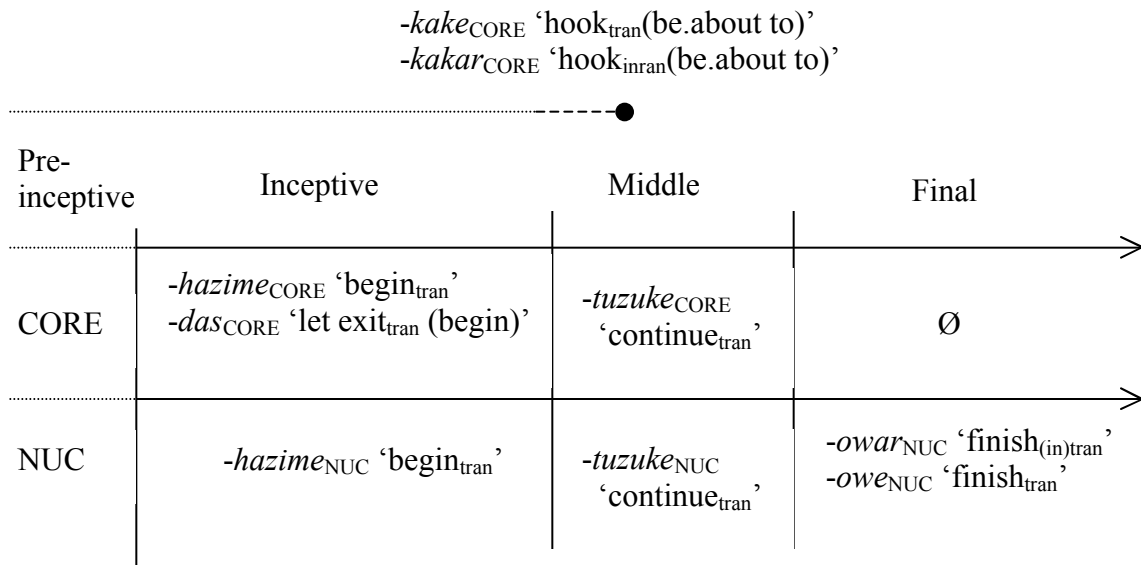 -kakeCORE ‘hooktran(be.about to)’
-kakarCORE ‘hookinran(be.about to)’
Pre-
inceptive
Inceptive
Middle
Final
CORE
-hazimeCORE ‘begintran’
-dasCORE ‘let exittran (begin)’
-tuzukeCORE
‘continuetran’
Ø
NUC
-hazimeNUC ‘begintran’
-tuzukeNUC
‘continuetran’
-owarNUC ‘finish(in)tran’
-oweNUC ‘finishtran’